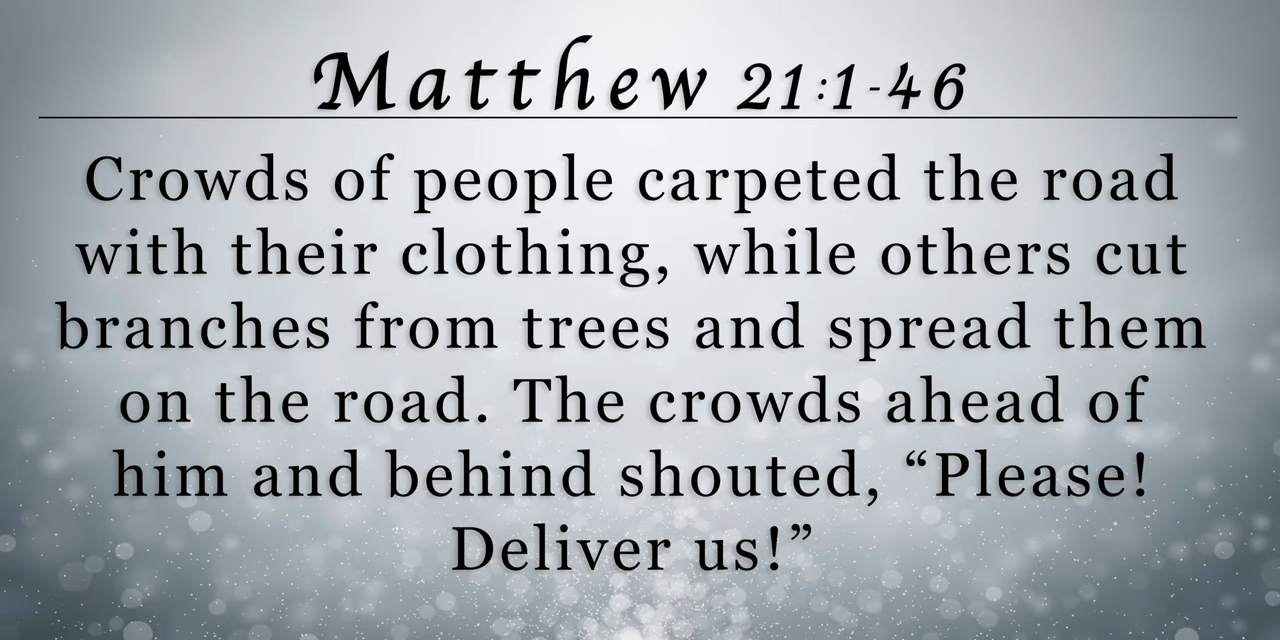 Matthew 21:1-46
Crowds of people carpeted the road
with their clothing, while others cut
branches from trees and spread them
on the road. The crowds ahead of
him and behind shouted, “Please!
Deliver us!”